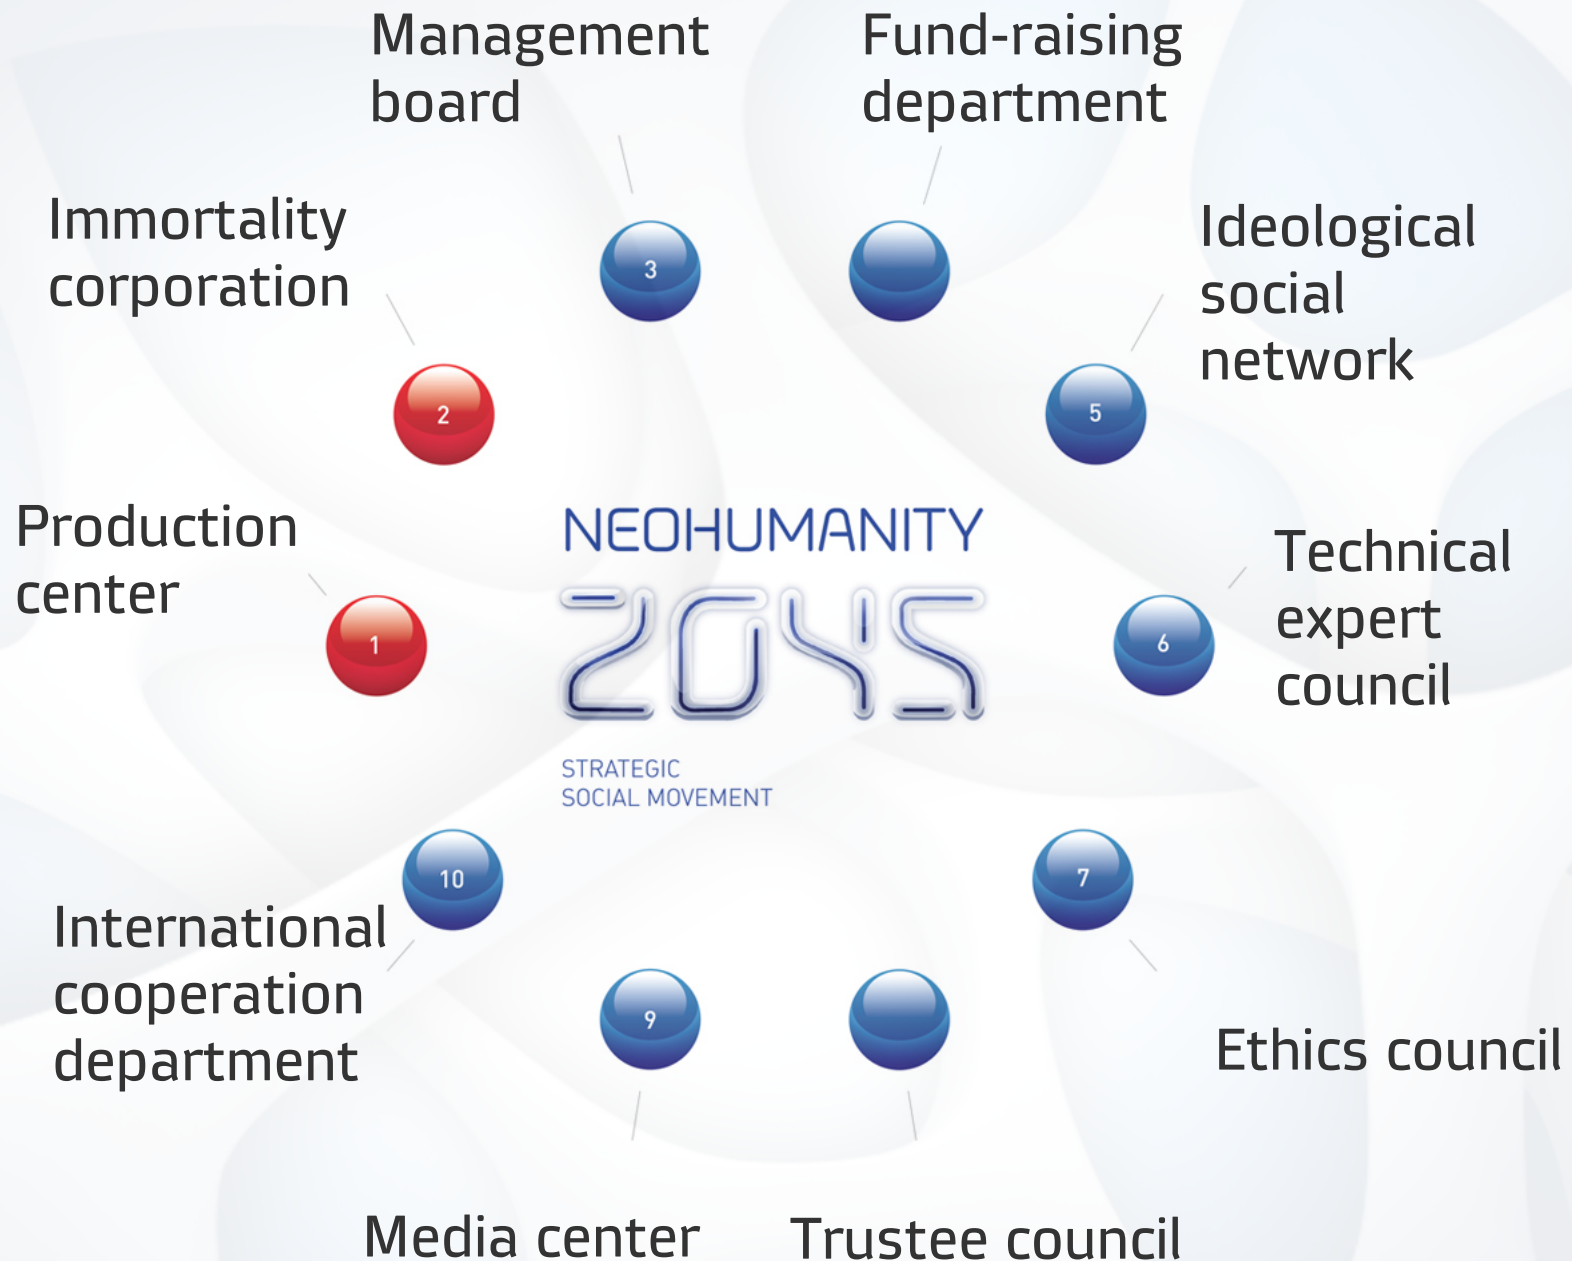 Management
board
Fund-raising
department
Immortality
corporation
Ideological
social
network
3
2
5
Production
center
NEOHUMANITY
2045
Technical
expert
council
1
6
STRATEGIC
SOCIAL MOVEMENT
10
7
International
cooperation
department
9
Ethics council
Media center
Trustee council